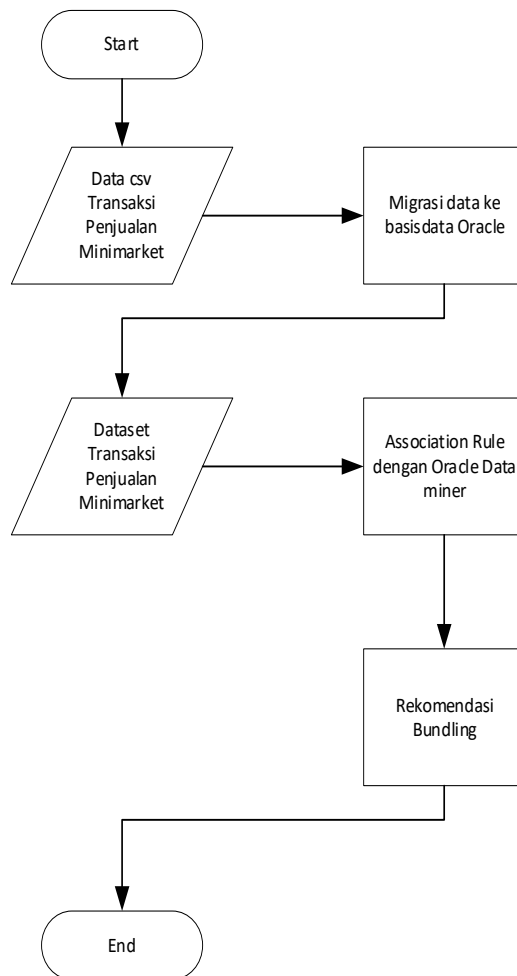 Start
Data csv
Transaksi
Penjualan
Minimarket
Migrasi data ke
basisdata Oracle
Dataset
Transaksi
Penjualan
Minimarket
Association Rule
dengan Oracle Data
miner
Rekomendasi
Bundling
End